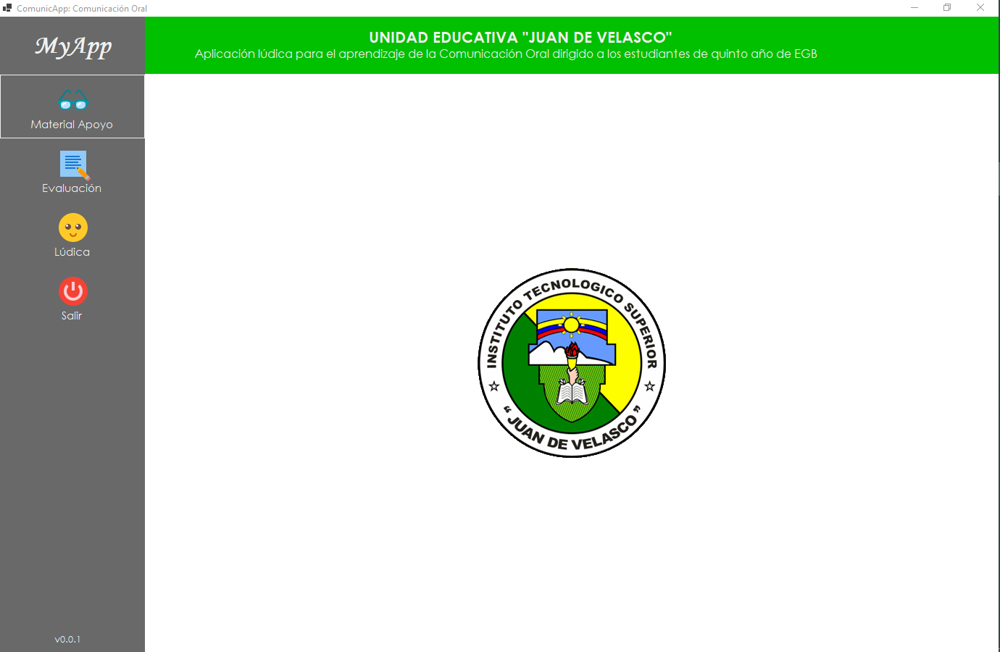 ComunicApp: Comunicación Oral
MyApp
UNIDAD EDUCATIVA "JUAN DE VELASCO"
Aplicación lúdica para el aprendizaje de la Comunicación Oral dirigido a los estudiantes de quinto año de EGB
Material Apoyo
Evaluación
Lúdica
Salir
INSTITUTO TECNOLOGICO SUPERIOR
“ JUAN DE VELASCO ”
v0.0.1